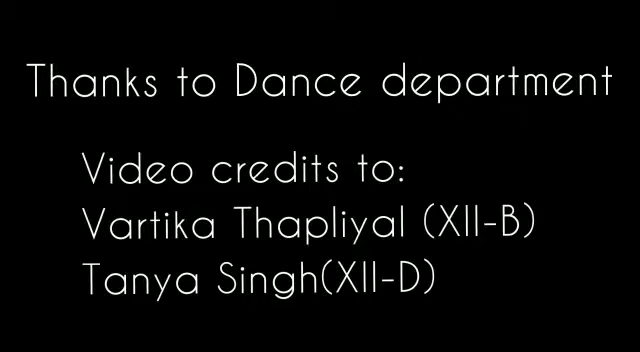 Thanks to Dance department
Video credits to:
Vartika Thapliyal (XII-B)
Tanya Singh(XII-D)